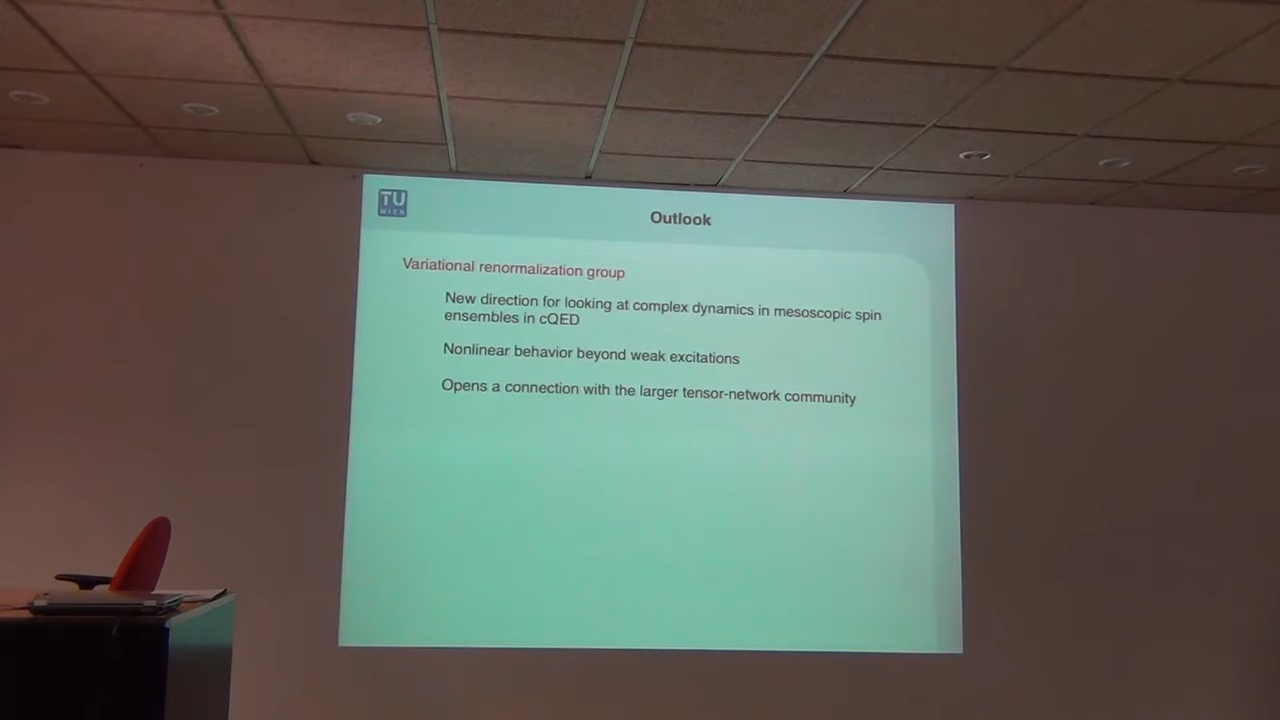 TU
WIEN
Outlook
Variational renormalization group
New direction for looking at complex dynamics in mesoscopic spin
ensembles in cQED
Nonlinear behavior beyond weak excitations
Opens a connection with the larger tensor-network community